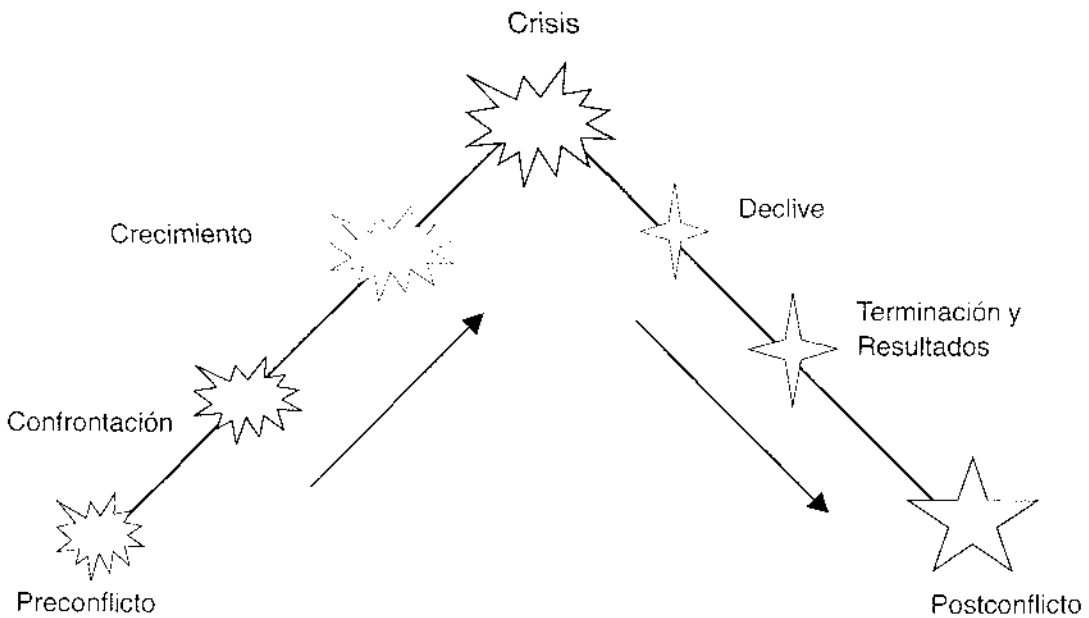 Crisis
Declive
Crecimiento
Terminación y
Resultados
Confrontación
Preconflicto
Postconflicto